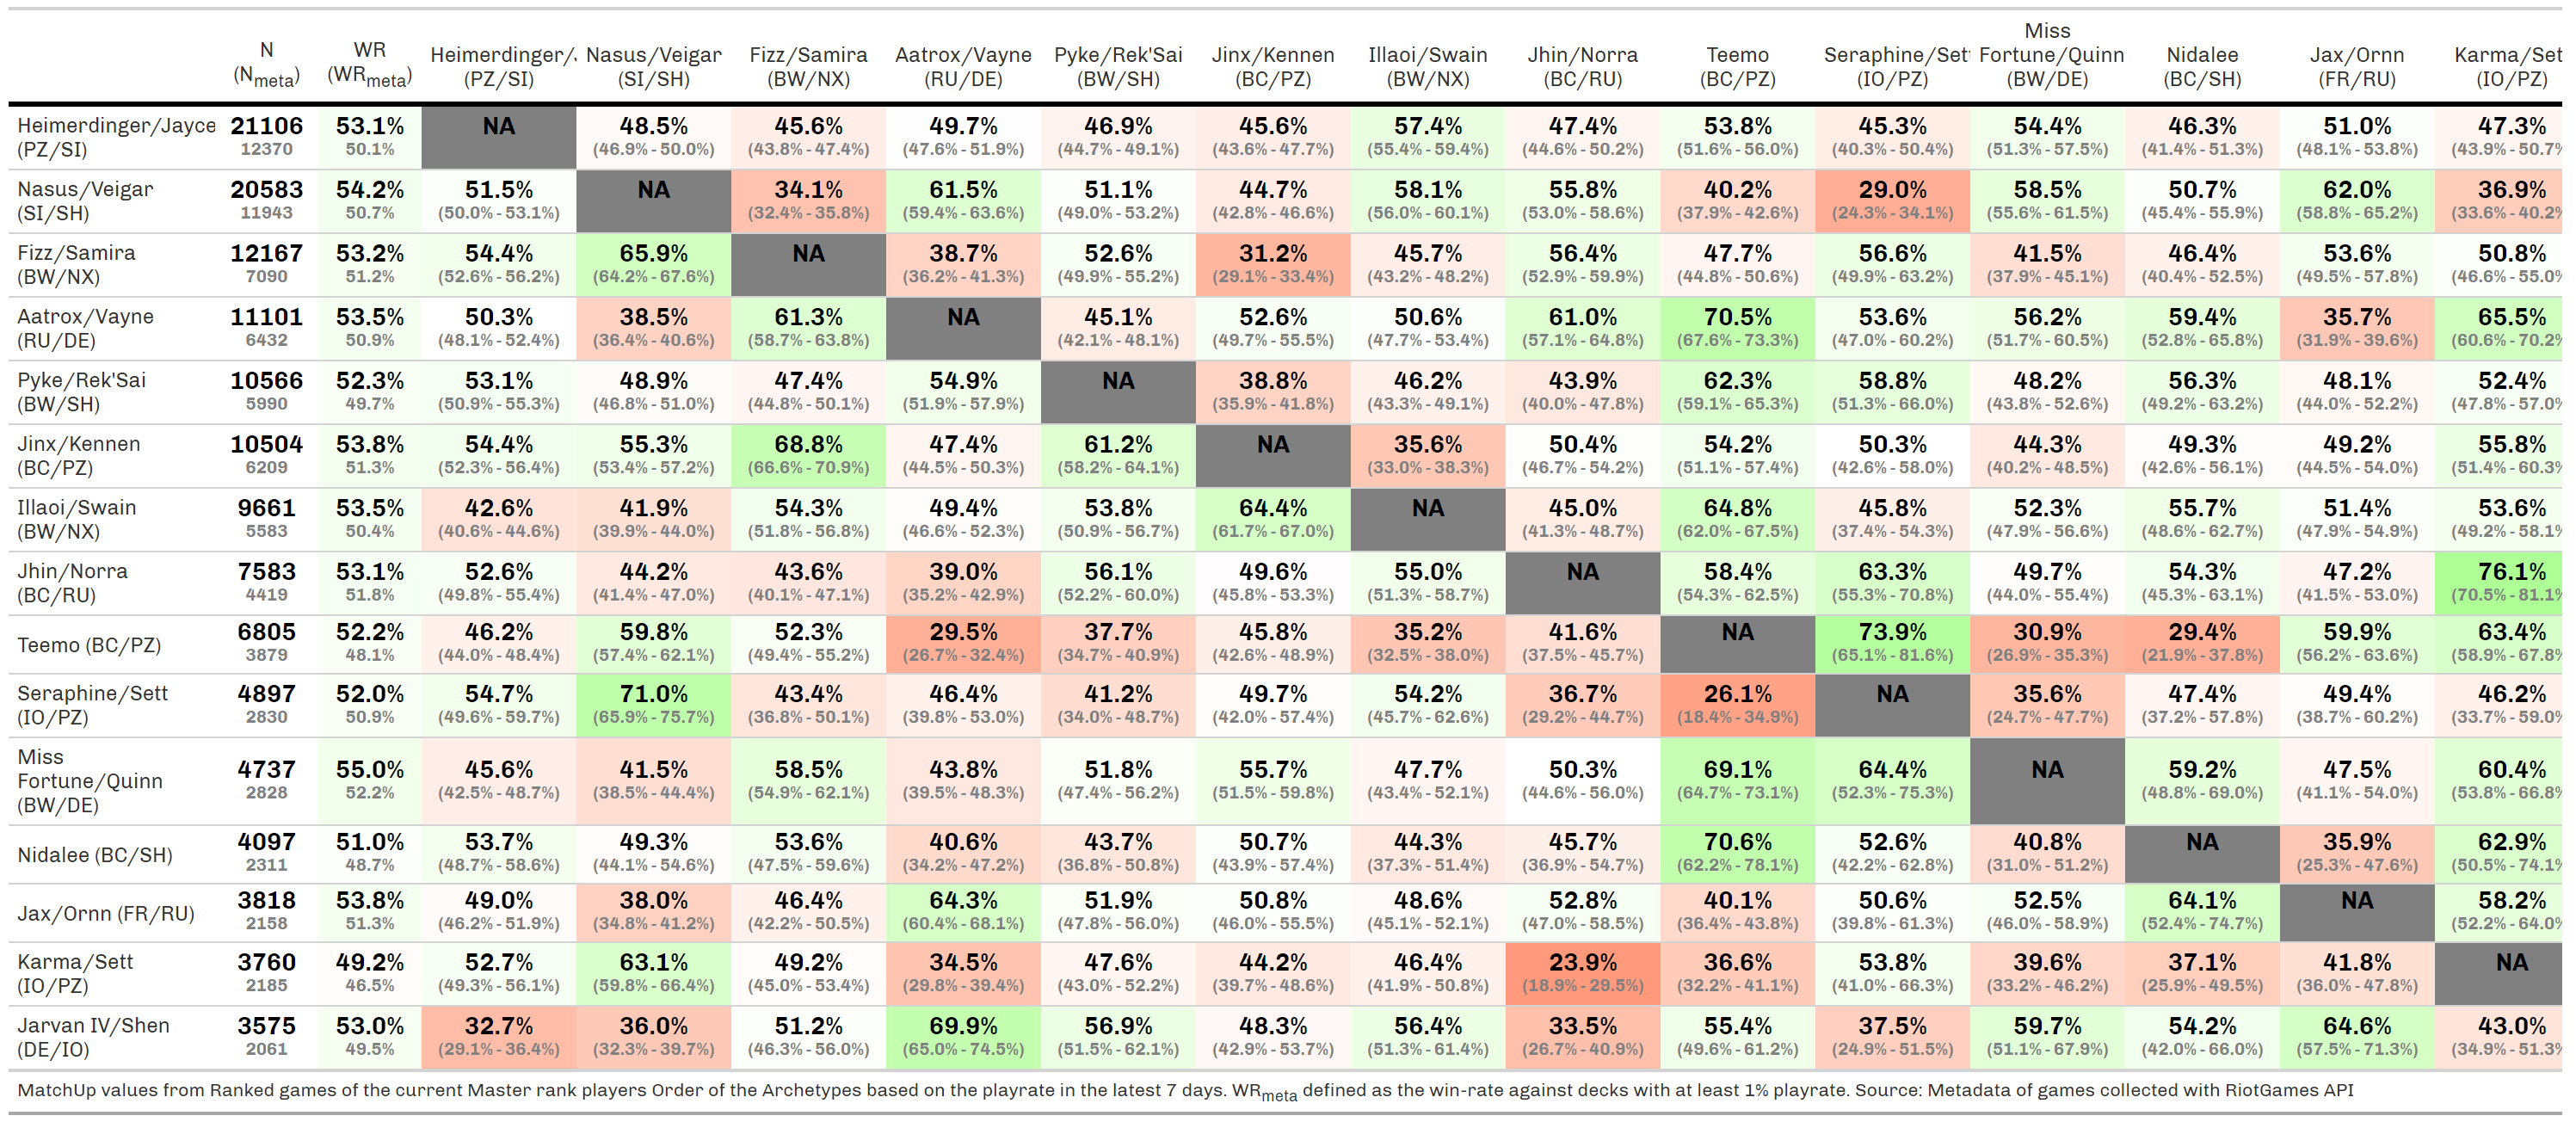 Miss
N WR Heimerdinger/J Nasus/Veigar Fizz/Samira Aatrox/Vayne Pyke/Rek'Sai Jinx/Kennen Illaoi/Swain Jhin/Norra Teemo Seraphine/Sett Fortune/Quinn Nidalee Jax/Ornn Karma/Set
(Nmeta) (WRmeta) (PZ/SI) (SI/SH) (BW/NX) (RU/DE) (BW/SH) (BC/PZ) (BW/NX) (BC/RU) (BC/PZ) (IO/PZ) (BW/DE) (BC/SH) (FR/RU) (IO/PZ)
Heimerdinger/Jayce 21106 53.1% NA 48.5% 45.6% 49.7% 46.9% 45.6% 57.4% 47.4% 53.8% 45.3% 54.4% 46.3% 51.0% 47.3%
(PZ/SI) 12370 50.1% (46.9% - 50.0%) (43.8% - 47.4%) (47.6% - 51.9%) (44.7% - 49.1%) (43.6% - 47.7%) (55.4% - 59.4%) (44.6% - 50.2%) (51.6% - 56.0%) (40.3% - 50.4%) (51.3% - 57.5%) (41.4% - 51.3%) (48.1% - 53.8%) (43.9% - 50.7%
Nasus/Veigar 20583 54.2% 51.5% NA 34.1% 61.5% 51.1% 44.7% 58.1% 55.8% 40.2% 29.0% 58.5% 50.7% 62.0% 36.9%
(SI/SH) 11943 50.7% (50.0% - 53.1%) (32.4% - 35.8%) (59.4% - 63.6%) (49.0% - 53.2%) (42.8% - 46.6%) (56.0% - 60.1%) (53.0% - 58.6%) (37.9% - 42.6%) (24.3% - 34.1%) (55.6% - 61.5%) (45.4% - 55.9%) (58.8% - 65.2%) (33.6% - 40.2%
Fizz/Samira 12167 53.2% 54.4% 65.9% NA 38.7% 52.6% 31.2% 45.7% 56.4% 47.7% 56.6% 41.5% 46.4% 53.6% 50.8%
(BW/NX) 7090 51.2% (52.6% - 56.2%) (64.2% - 67.6%) (36.2% - 41.3%) (49.9% - 55.2%) (29.1% - 33.4%) (43.2% - 48.2%) (52.9% - 59.9%) (44.8% - 50.6%) (49.9% - 63.2%) (37.9% - 45.1%) (40.4% - 52.5%) (49.5% - 57.8%) (46.6% - 55.0%
Aatrox/Vayne 11101 53.5% 50.3% 38.5% 61.3% NA 45.1% 52.6% 50.6% 61.0% 70.5% 53.6% 56.2% 59.4% 35.7% 65.5%
(RU/DE) 6432 50.9% (48.1% - 52.4%) (36.4% - 40.6%) (58.7% - 63.8%) (42.1% - 48.1%) (49.7% - 55.5%) (47.7% - 53.4%) (57.1% - 64.8%) (67.6% - 73.3%) (47.0% - 60.2%) (51.7% - 60.5%) (52.8% - 65.8%) (31.9% - 39.6%) (60.6% - 70.2%
Pyke/Rek'Sai 10566 52.3% 53.1% 48.9% 47.4% 54.9% NA 38.8% 46.2% 43.9% 62.3% 58.8% 48.2% 56.3% 48.1% 52.4%
(BW/SH) 5990 49.7% (50.9% - 55.3%) (46.8% - 51.0%) (44.8% - 50.1%) (51.9% - 57.9%) (35.9% - 41.8%) (43.3% - 49.1%) (40.0% - 47.8%) (59.1% - 65.3%) (51.3% - 66.0%) (43.8% - 52.6%) (49.2% - 63.2%) (44.0% - 52.2%) (47.8% - 57.0%
Jinx/Kennen 10504 53.8% 54.4% 55.3% 68.8% 47.4% 61.2% NA 35.6% 50.4% 54.2% 50.3% 44.3% 49.3% 49.2% 55.8%
(BC/PZ) 6209 51.3% (52.3% - 56.4%) (53.4% - 57.2%) (66.6% - 70.9%) (44.5% - 50.3%) (58.2% - 64.1%) (33.0% - 38.3%) (46.7% - 54.2%) (51.1% - 57.4%) (42.6% - 58.0%) (40.2% - 48.5%) (42.6% - 56.1%) (44.5% - 54.0%) (51.4% - 60.3%
Illaoi/Swain 9661 53.5% 42.6% 41.9% 54.3% 49.4% 53.8% 64.4% NA 45.0% 64.8% 45.8% 52.3% 55.7% 51.4% 53.6%
(BW/NX) 5583 50.4% (40.6% - 44.6%) (39.9% - 44.0%) (51.8% - 56.8%) (46.6% - 52.3%) (50.9% - 56.7%) (61.7% - 67.0%) (41.3% - 48.7%) (62.0% - 67.5%) (37.4% - 54.3%) (47.9% - 56.6%) (48.6% - 62.7%) (47.9% - 54.9%) (49.2% - 58.1%
Jhin/Norra 7583 53.1% 52.6% 44.2% 43.6% 39.0% 56.1% 49.6% 55.0% NA 58.4% 63.3% 49.7% 54.3% 47.2% 76.1%
(BC/RU) 4419 51.8% (49.8% - 55.4%) (41.4% - 47.0%) (40.1% - 47.1%) (35.2% - 42.9%) (52.2% - 60.0%) (45.8% - 53.3%) (51.3% - 58.7%) (54.3% - 62.5%) (55.3% - 70.8%) (44.0% - 55.4%) (45.3% - 63.1%) (41.5% - 53.0%) (70.5% - 81.1%
Teemo (BC/PZ) 6805 52.2% 46.2% 59.8% 52.3% 29.5% 37.7% 45.8% 35.2% 41.6% NA 73.9% 30.9% 29.4% 59.9% 63.4%
3879 48.1% (44.0% - 48.4%) (57.4% - 62.1%) (49.4% - 55.2%) (26.7% - 32.4%) (34.7% - 40.9%) (42.6% - 48.9%) (32.5% - 38.0%) (37.5% - 45.7%) (65.1% - 81.6%) (26.9% - 35.3%) (21.9% - 37.8%) (56.2% - 63.6%) (58.9% - 67.8%
Seraphine/Sett 4897 52.0% 54.7% 71.0% 43.4% 46.4% 41.2% 49.7% 54.2% 36.7% 26.1% NA 35.6% 47.4% 49.4% 46.2%
(IO/PZ) 2830 50.9% (49.6% - 59.7%) (65.9% - 75.7%) (36.8% - 50.1%) (39.8% - 53.0%) (34.0% - 48.7%) (42.0% - 57.4%) (45.7% - 62.6%) (29.2% - 44.7%) (18.4% - 34.9%) (24.7% - 47.7%) (37.2% - 57.8%) (38.7% - 60.2%) (33.7% - 59.0%
Miss
Fortune/Quinn 4737 55.0% 45.6% 41.5% 58.5% 43.8% 51.8% 55.7% 47.7% 50.3% 69.1% 64.4% NA 59.2% 47.5% 60.4%
(BW/DE) 2828 52.2% (42.5% - 48.7%) (38.5% - 44.4%) (54.9% - 62.1%) (39.5% - 48.3%) (47.4% - 56.2%) (51.5% - 59.8%) (43.4% - 52.1%) (44.6% - 56.0%) (64.7% - 73.1%) (52.3% - 75.3%) (48.8% - 69.0%) (41.1% - 54.0%) (53.8% - 66.8%
Nidalee (BC/SH) 4097 51.0% 53.7% 49.3% 53.6% 40.6% 43.7% 50.7% 44.3% 45.7% 70.6% 52.6% 40.8% NA 35.9% 62.9%
2311 48.7% (48.7% - 58.6%) (44.1% - 54.6%) (47.5% - 59.6%) (34.2% - 47.2%) (36.8% - 50.8%) (43.9% - 57.4%) (37.3% - 51.4%) (36.9% - 54.7%) (62.2% - 78.1%) (42.2% - 62.8%) (31.0% - 51.2%) (25.3% - 47.6%) (50.5% - 74.1%
Jax/Ornn (FR/RU) 3818 53.8% 49.0% 38.0% 46.4% 64.3% 51.9% 50.8% 48.6% 52.8% 40.1% 50.6% 52.5% 64.1% NA 58.2%
2158 51.3% (46.2% - 51.9%) (34.8% - 41.2%) (42.2% - 50.5%) (60.4% - 68.1%) (47.8% - 56.0%) (46.0% - 55.5%) (45.1% - 52.1%) (47.0% - 58.5%) (36.4% - 43.8%) (39.8% - 61.3%) (46.0% - 58.9%) (52.4% - 74.7%) (52.2% - 64.0%
Karma/Sett 3760 49.2% 52.7% 63.1% 49.2% 34.5% 47.6% 44.2% 46.4% 23.9% 36.6% 53.8% 39.6% 37.1% 41.8% NA
(IO/PZ) 2185 46.5% (49.3% - 56.1%) (59.8% - 66.4%) (45.0% - 53.4%) (29.8% - 39.4%) (43.0% - 52.2%) (39.7% - 48.6%) (41.9% - 50.8%) (18.9% - 29.5%) (32.2% - 41.1%) (41.0% - 66.3%) (33.2% - 46.2%) (25.9% - 49.5%) (36.0% - 47.8%)
Jarvan IV/Shen 3575 53.0% 32.7% 36.0% 51.2% 69.9% 56.9% 48.3% 56.4% 33.5% 55.4% 37.5% 59.7% 54.2% 64.6% 43.0%
(DE/IO) 2061 49.5% (29.1% - 36.4%) (32.3% - 39.7%) (46.3% - 56.0%) (65.0% - 74.5%) (51.5% - 62.1%) (42.9% - 53.7%) (51.3% - 61.4%) (26.7% - 40.9%) (49.6% - 61.2%) (24.9% - 51.5%) (51.1% - 67.9%) (42.0% - 66.0%) (57.5% - 71.3%) (34.9% - 51.3%
MatchUp values from Ranked games of the current Master rank players Order of the Archetypes based on the playrate in the latest 7 days. WRmeta defined as the win-rate against decks with at least 1% playrate. Source: Metadata of games collected with RiotGames API